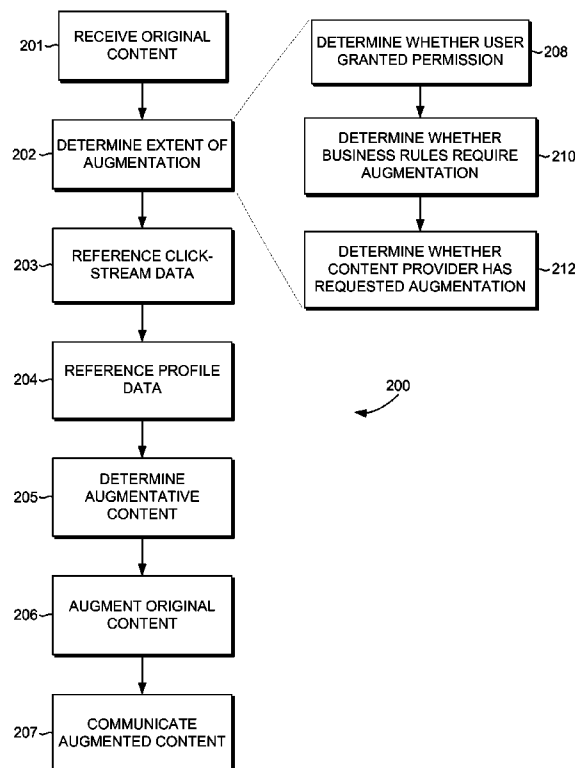 201
RECEIVE ORIGINAL
CONTENT
202
DETERMINE EXTENT OF
AUGMENTATION
203
REFERENCE CLICK-
STREAM DATA
204
REFERENCE PROFILE
DATA
205
DETERMINE
AUGMENTATIVE
CONTENT
206
AUGMENT ORIGINAL
CONTENT
207
COMMUNICATE
AUGMENTED CONTENT
DETERMINE WHETHER USER
GRANTED PERMISSION
208
DETERMINE WHETHER
BUSINESS RULES REQUIRE
AUGMENTATION
210
DETERMINE WHETHER
CONTENT PROVIDER HAS
REQUESTED AUGMENTATION
212
200